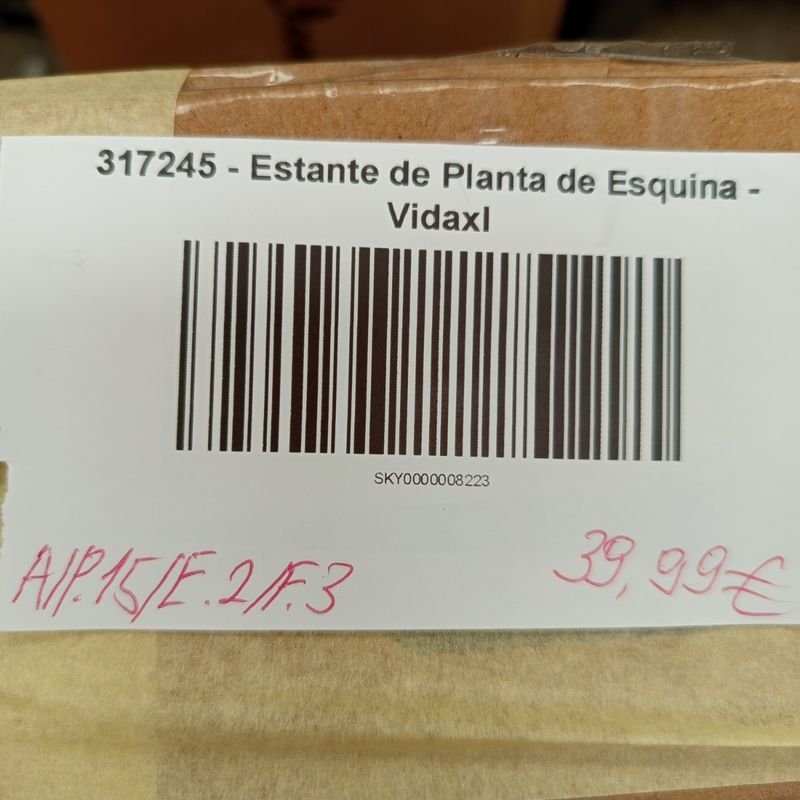 317245 - Estante de Planta de Esquina -
Vidaxl
SKY0000008223
A/P.15/E.2/F.3
39,99€